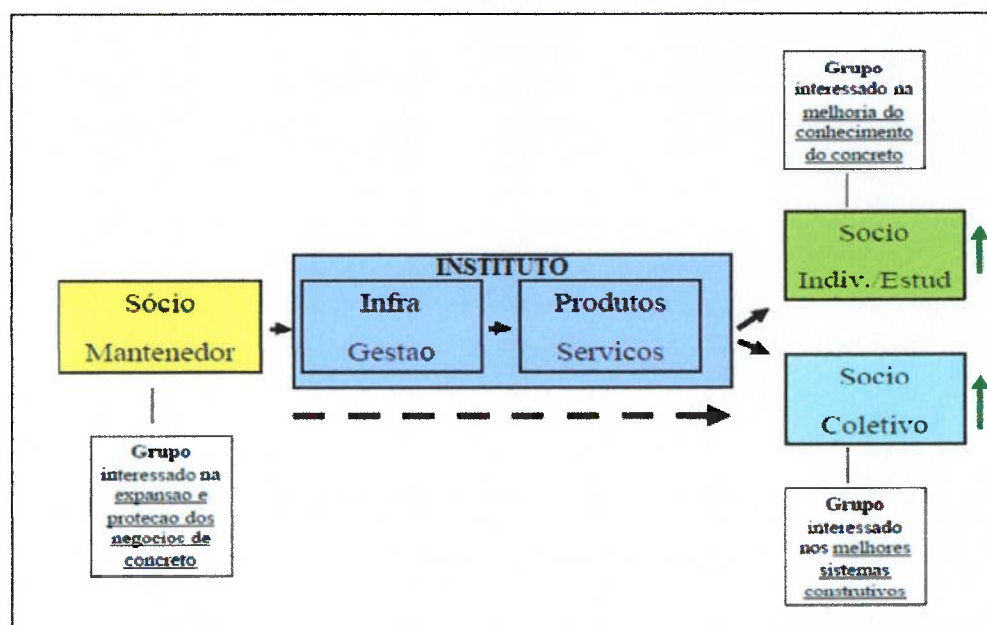 Grupo
interessado na
melhoria do
conhecimento
do concreto
Socio
Indiv./Estud
INSTITUTO
Sócio
Mantenedor
Infra
Gestao
Produtos
Servicos
Socio
Coletivo
Grupo
interessado na
expansao e
protecao dos
negocios de
concreto
Grupo
interessado
nos melhores
sistemas
construtivos